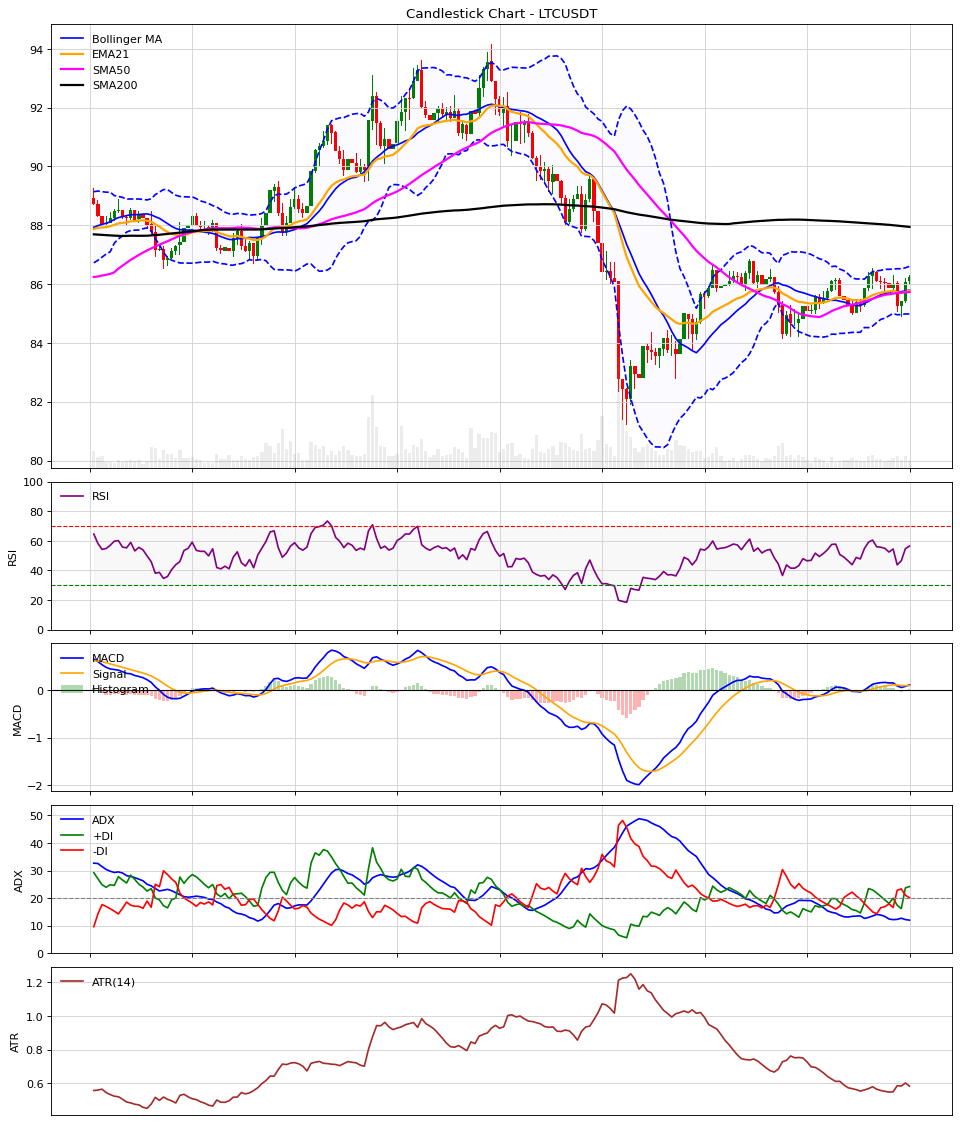 Candlestick Chart - LTCUSDT
Bollinger MA
EMA21
SMA50
SMA200
94
92
90
88
86
84
82
80
RSI
RSI
100
80
60
40
20
0
MACD
Signal
Histogram
MACD
0
−1
−2
ADX
+DI
-DI
ADX
50
40
30
20
10
0
ATR(14)
ATR
1.2
1.0
0.8
0.6